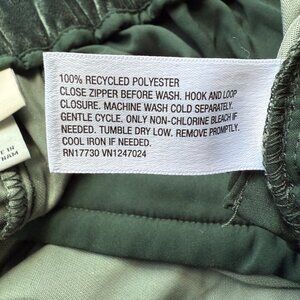 100% RECYCLED POLYESTER
CLOSE ZIPPER BEFORE WASH. HOOK AND LOOP
CLOSURE. MACHINE WASH COLD SEPARATELY.
GENTLE CYCLE. ONLY NON-CHLORINE BLEACH IF
NEEDED. TUMBLE DRY LOW. REMOVE PROMPTLY.
COOL IRON IF NEEDED.
RN17730 VN1247024